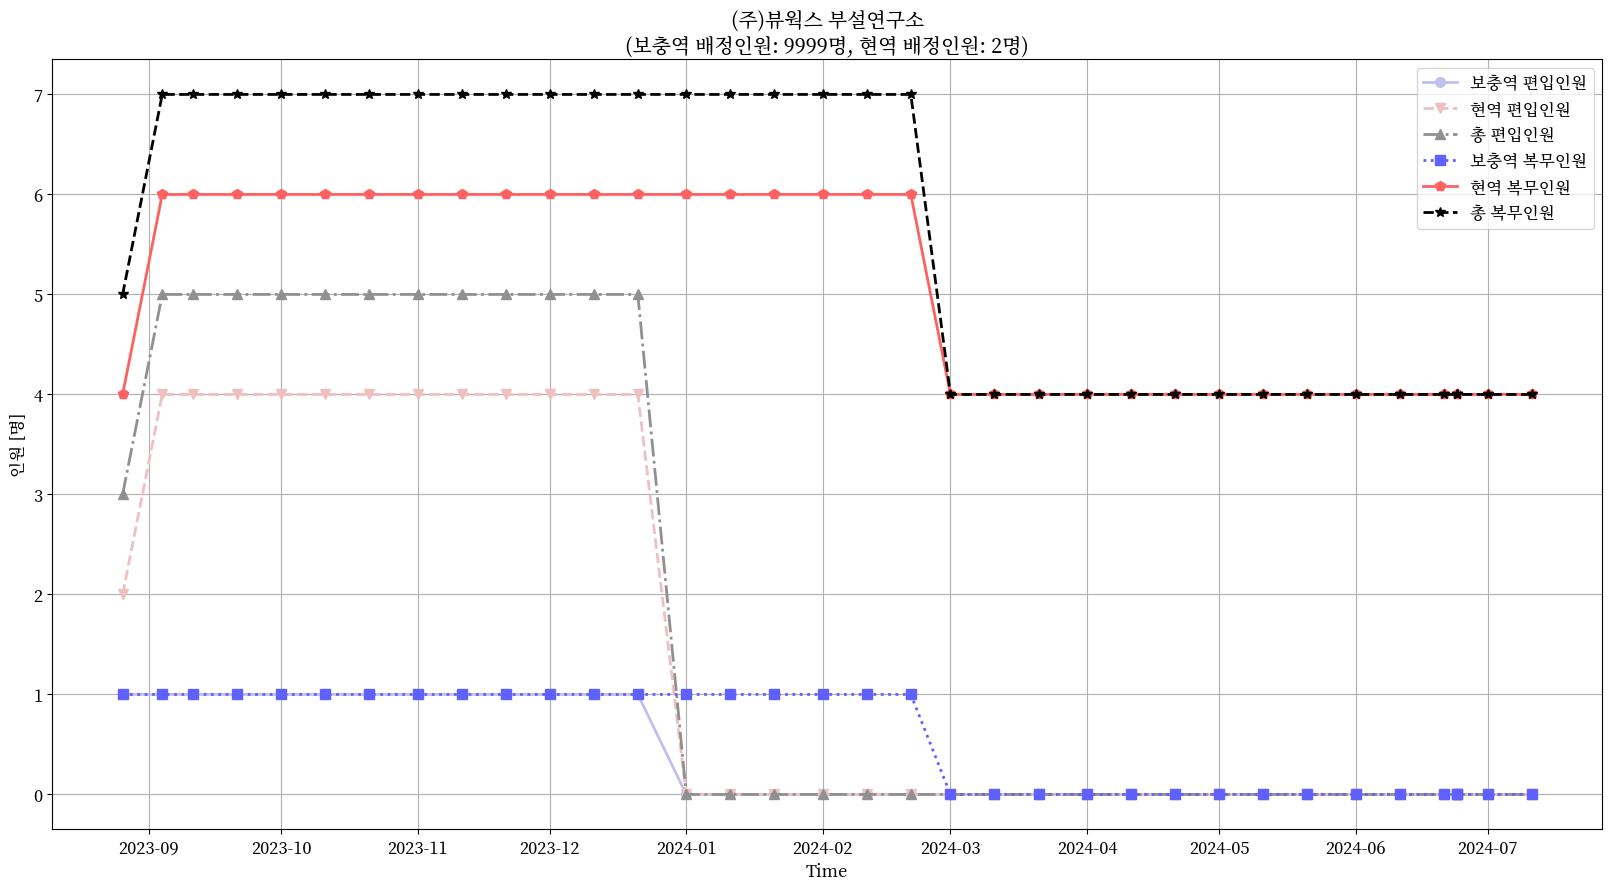 (주)뷰웍스 부설연구소
(보충역 배정인원: 9999명, 현역 배정인원: 2명)
보충역 편입인원
현역 편입인원
총 편입인원
보충역 복무인원
현역 복무인원
총 복무인원
인원 [명]
7
6
5
4
3
2
1
0
2023-09 2023-10 2023-11 2023-12 2024-01 2024-02 2024-03 2024-04 2024-05 2024-06 2024-07
Time